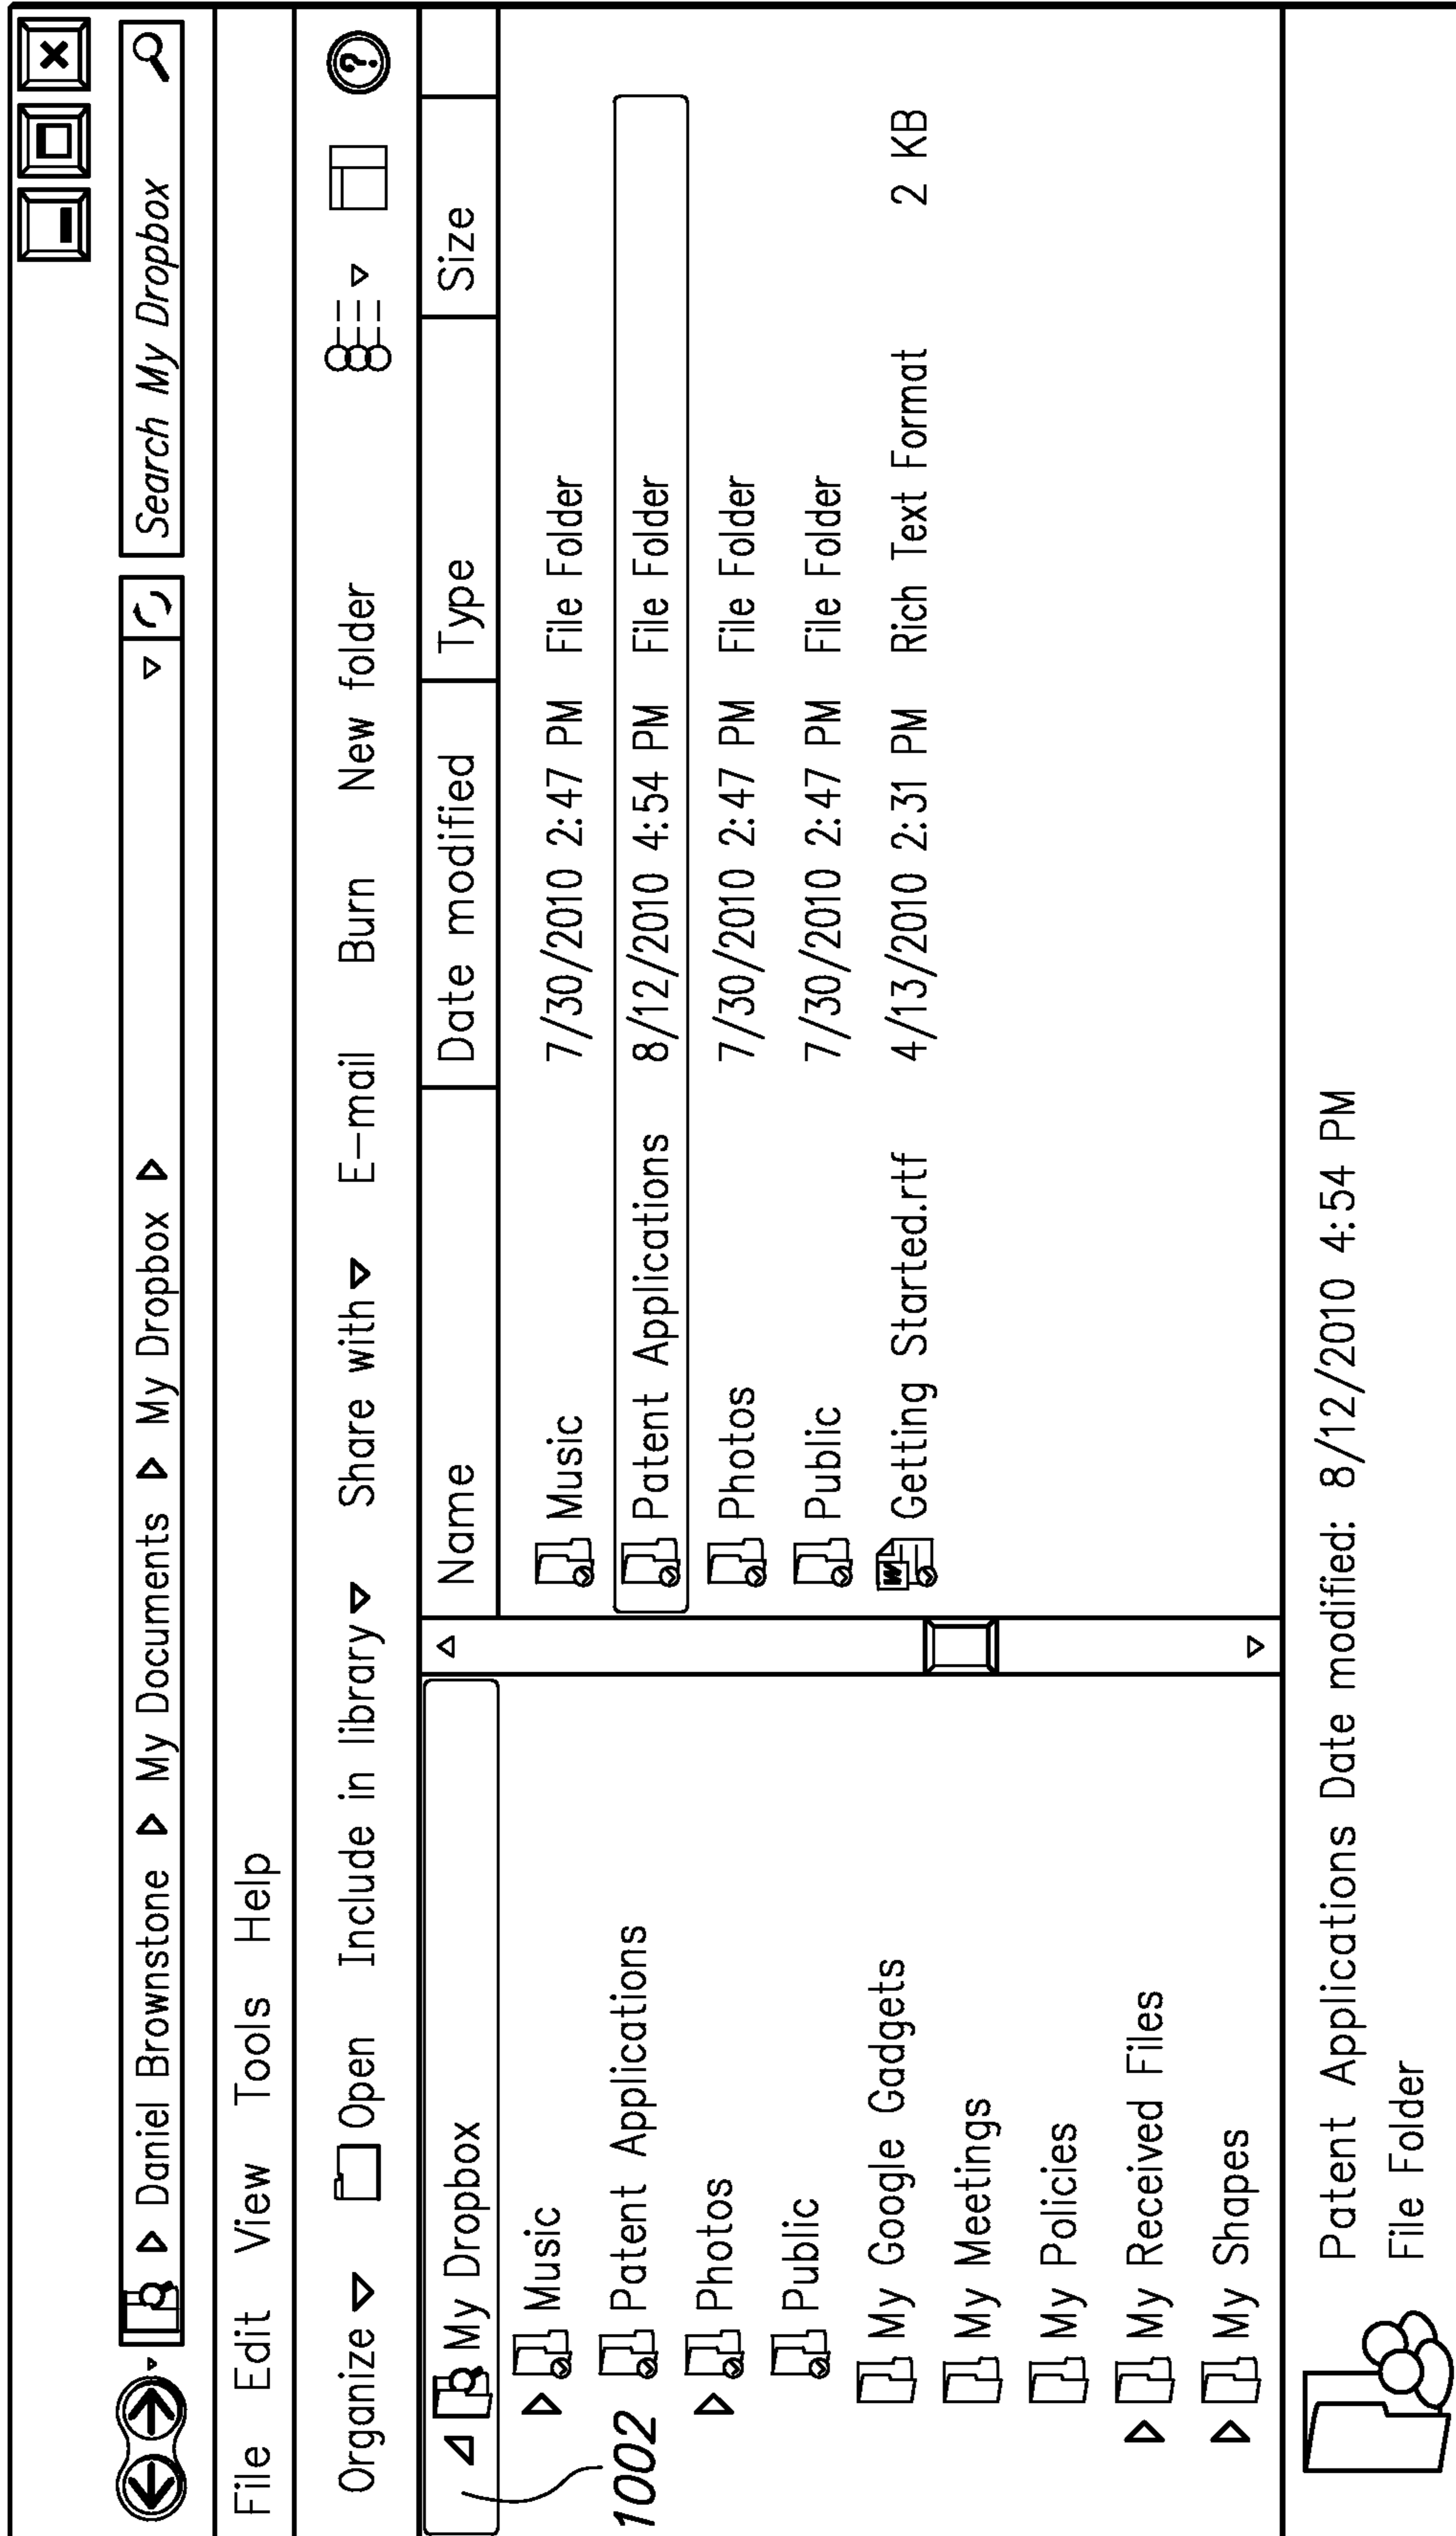 Daniel Brownstone My Documents My Dropbox Search My Dropbox
File Edit View Tools Help
Organize Open Include in library Share with E-mail Burn New folder ?
My Dropbox
Music
Patent Applications
Photos
Public
My Google Gadgets
My Meetings
My Policies
My Received Files
My Shapes
1002
Name Date modified Type Size
Music 7/30/2010 2:47 PM File Folder
Patent Applications 8/12/2010 4:54 PM File Folder
Photos 7/30/2010 2:47 PM File Folder
Public 7/30/2010 2:47 PM File Folder
W Getting Started.rtf 4/13/2010 2:31 PM Rich Text Format 2 KB
Patent Applications Date modified: 8/12/2010 4:54 PM
File Folder